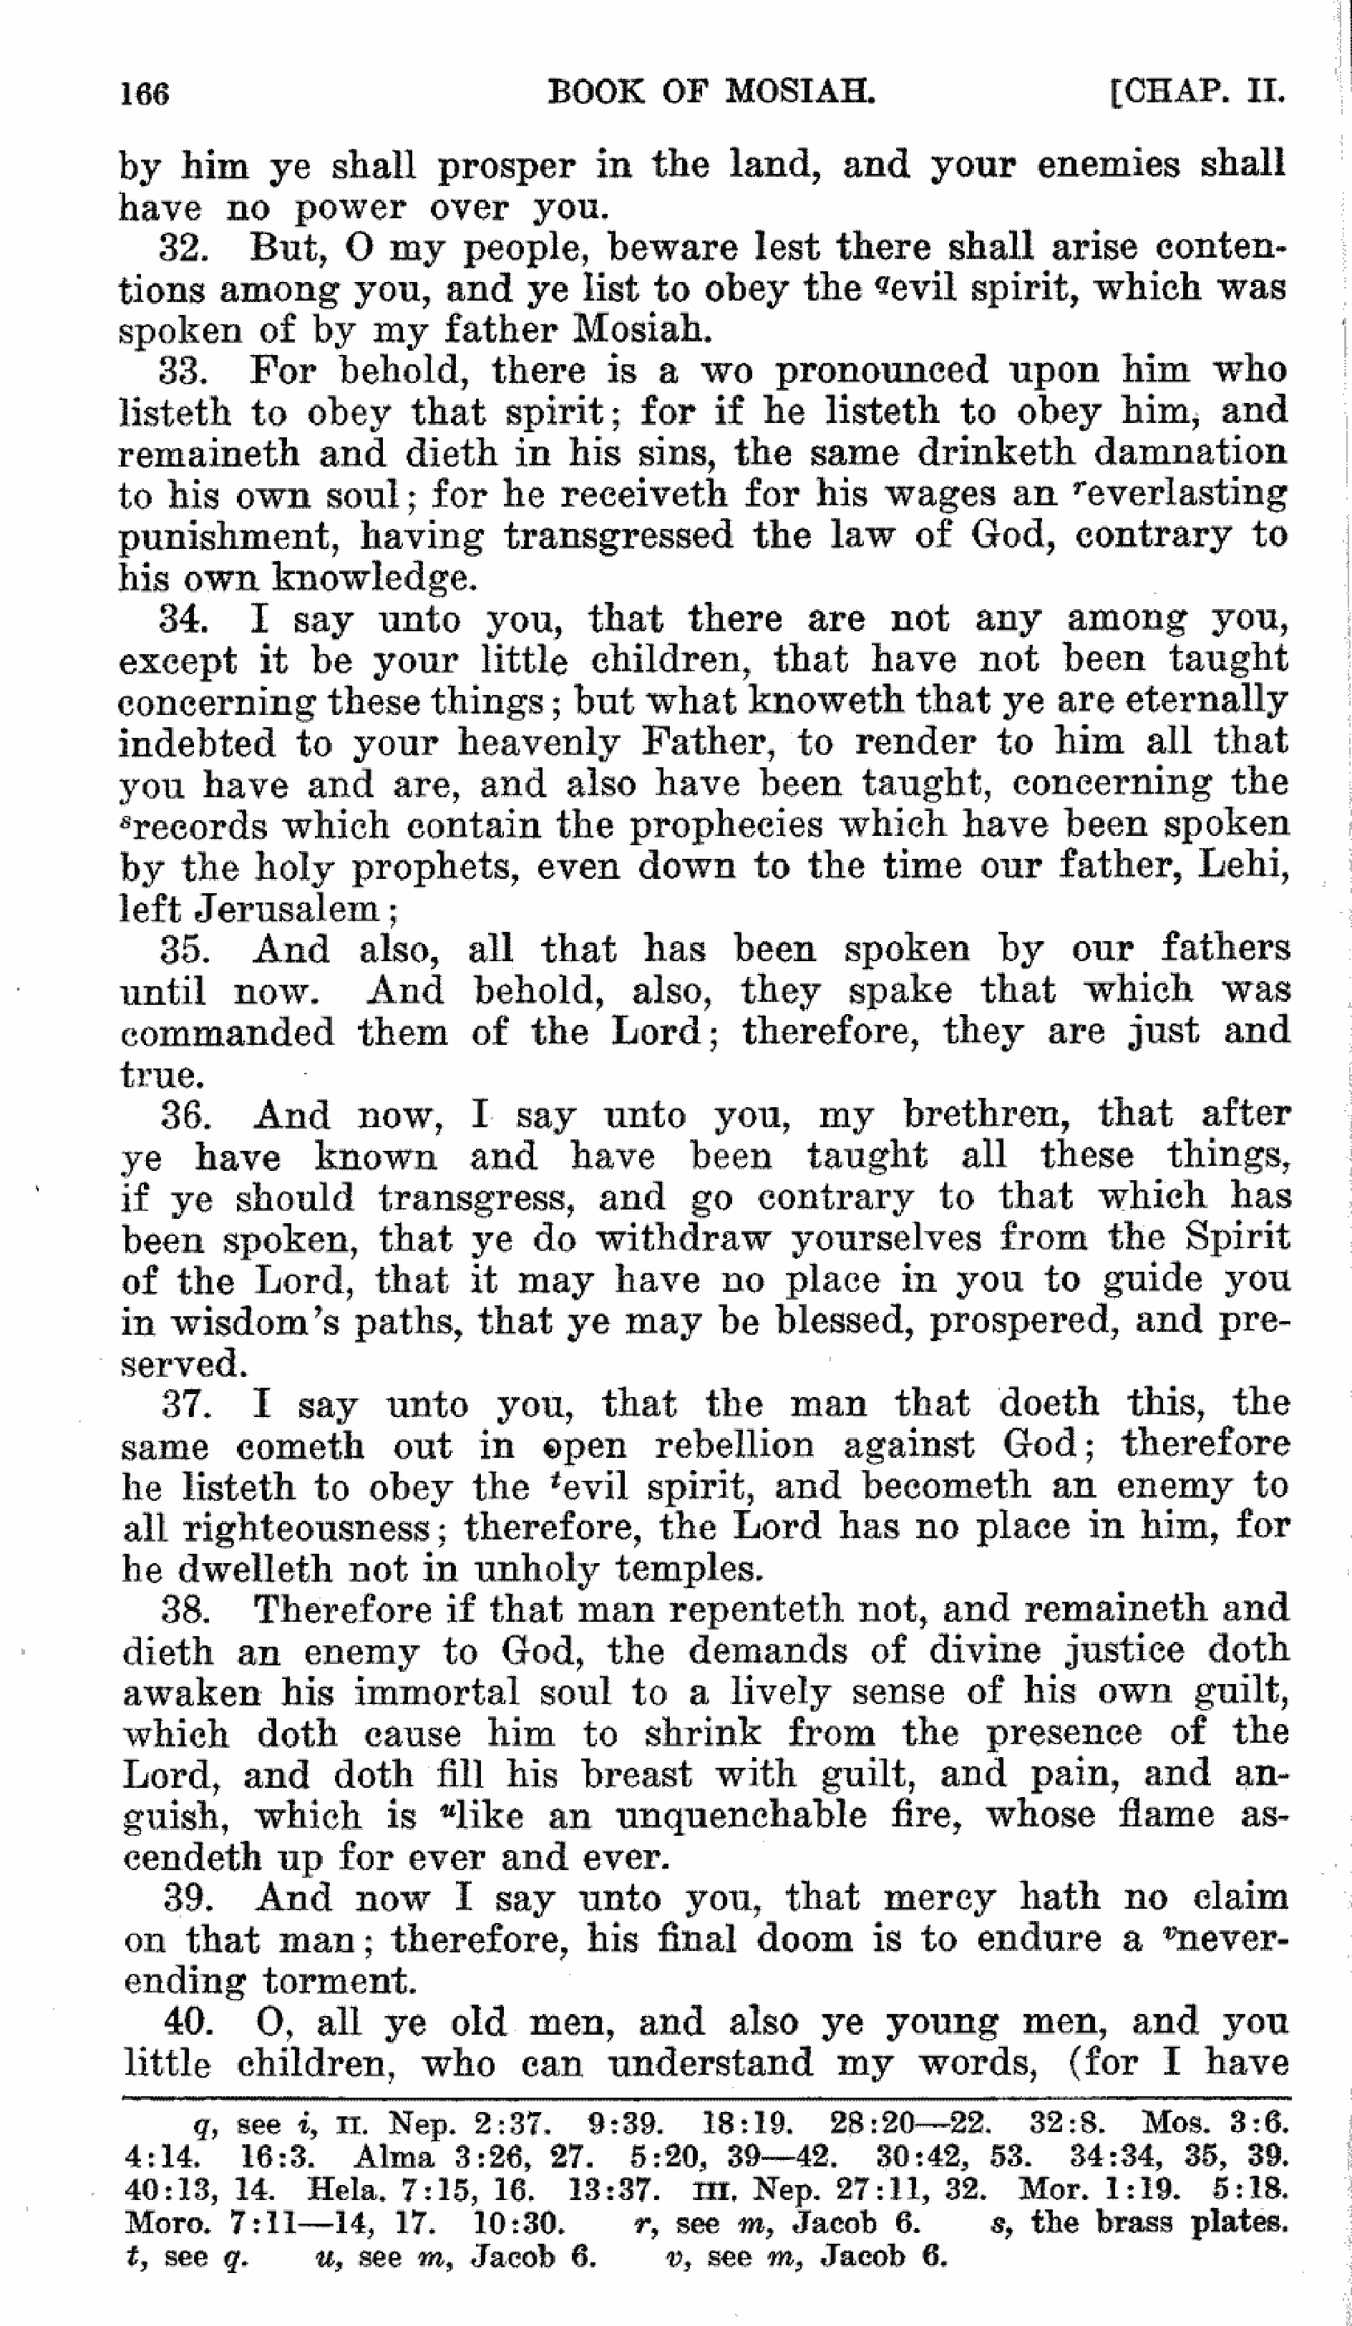 166 BOOK OF MOSIAH. [CHAP. II.
by him ye shall prosper in the land, and your enemies shall
have no power over you.
32. But, O my people, beware lest there shall arise conten-
tions among you, and ye list to obey the qevil spirit, which was
spoken of by my father Mosiah.
33. For behold, there is a wo pronounced upon him who
listeth to obey that spirit; for if he listeth to obey him, and
remaineth and dieth in his sins, the same drinketh damnation
to his own soul; for he receiveth for his wages an reverlasting
punishment, having transgressed the law of God, contrary to
his own knowledge.
34. I say unto you, that there are not any among you,
except it be your little children, that have not been taught
concerning these things; but what knoweth that ye are eternally
indebted to your heavenly Father, to render to him all that
you have and are, and also have been taught, concerning the
srecords which contain the prophecies which have been spoken
by the holy prophets, even down to the time our father, Lehi,
left Jerusalem;
35. And also, all that has been spoken by our fathers
until now. And behold, also, they spake that which was
commanded them of the Lord; therefore, they are just and
true.
36. And now, I say unto you, my brethren, that after
ye have known and have been taught all these things,
if ye should transgress, and go contrary to that which has
been spoken, that ye do withdraw yourselves from the Spirit
of the Lord, that it may have no place in you to guide you
in wisdom's paths, that ye may be blessed, prospered, and pre-
served.
37. I say unto you, that the man that doeth this, the
same cometh out in open rebellion against God; therefore
he listeth to obey the tevil spirit, and becometh an enemy to
all righteousness; therefore, the Lord has no place in him, for
he dwelleth not in unholy temples.
38. Therefore if that man repenteth not, and remaineth and
dieth an enemy to God, the demands of divine justice doth
awaken his immortal soul to a lively sense of his own guilt,
which doth cause him to shrink from the presence of the
Lord, and doth fill his breast with guilt, and pain, and an-
guish, which is ulike an unquenchable fire, whose flame as-
cendeth up for ever and ever.
39. And now I say unto you, that mercy hath no claim
on that man; therefore, his final doom is to endure a vnever-
ending torment.
40. O, all ye old men, and also ye young men, and you
little children, who can understand my words, (for I have
q, see i, II. Nep. 2:37. 9:39. 18:19. 28:20—22. 32:8. Mos. 3:6.
4:14. 16:3. Alma 3:26, 27. 5:20, 39—42. 30:42, 53. 34:34, 35, 39.
40:13, 14. Hela. 7:15, 16. 13:37. III. Nep. 27:11, 32. Mor. 1:19. 5:18.
Moro. 7:11—14, 17. 10:30. r, see m, Jacob 6. s, the brass plates.
t, see q. u, see m, Jacob 6. v, see m, Jacob 6.